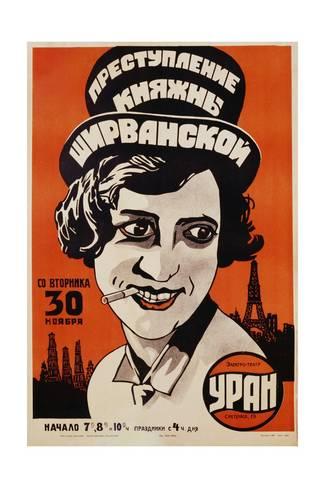 ПРЕСТУПЛЕНИЕ
КНЯЖНЫ
ШИРВАНСКОЙ
СО ВТОРНИКА
30
НОЯБРЯ
ЭЛЕКТРО-ТЕАТР
УРАН
СРЕТЕНКА, 19
НАЧАЛО 7 8 И 10 Ч ПРАЗДНИКИ С 4 Ч. ДНЯ